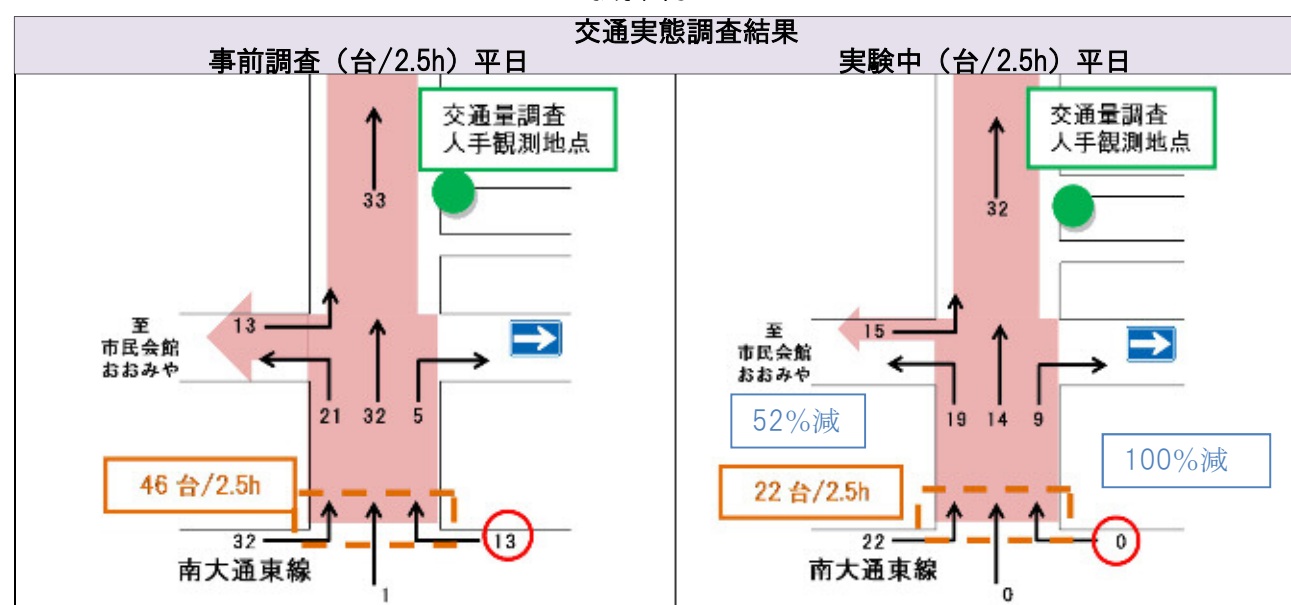 交通実態調査結果
事前調査（台/2.5h）平日
実験中（台/2.5h）平日
交通量調査
人手観測地点
33
13
至
市民会館
おおみや
21 32 5
46 台/2.5h
32
13
南大通東線
1
交通量調査
人手観測地点
32
15
至
市民会館
おおみや
19 14 9
52%減
100%減
22 台/2.5h
22
0
南大通東線
0